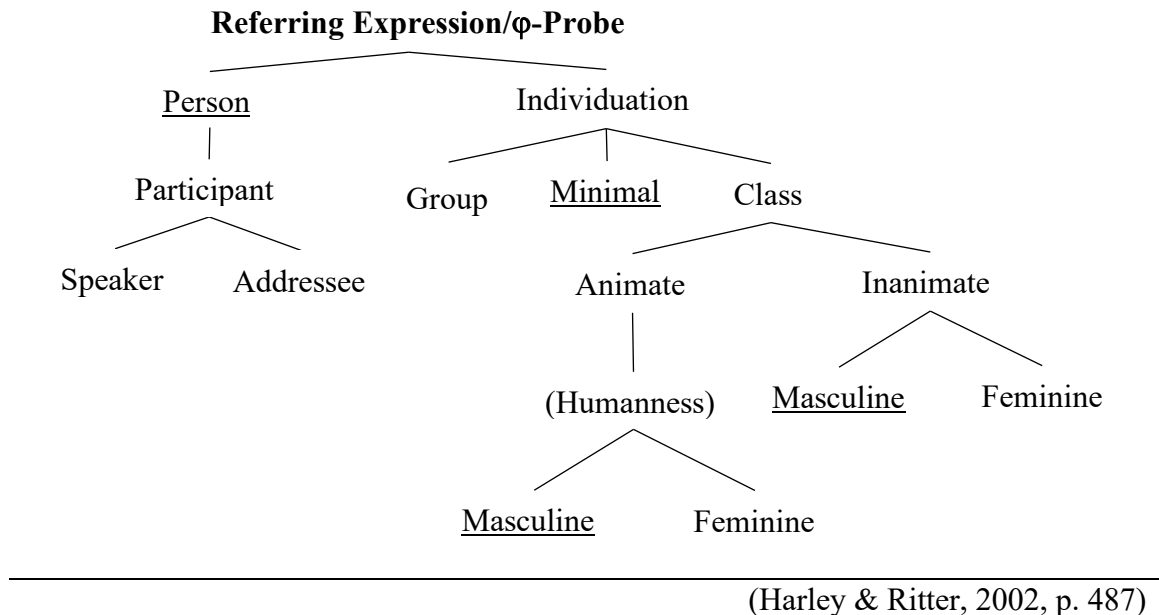 Referring Expression/φ-Probe
Person Individuation
Participant Group Minimal Class
Speaker Addressee Animate Inanimate
(Humanness) Masculine Feminine
Masculine Feminine
(Harley & Ritter, 2002, p. 487)